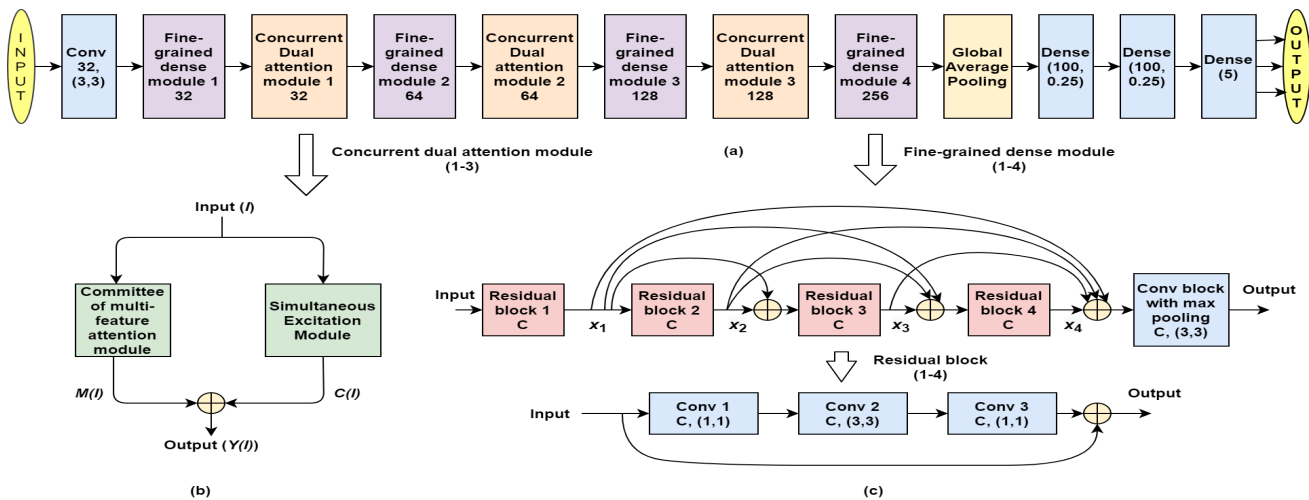 INPUT
Conv
32,
(3,3)
Fine-
grained
dense
module 1
32
Concurrent
Dual
attention
module 1
32
Fine-
grained
dense
module 2
64
Concurrent
Dual
attention
module 2
64
Fine-
grained
dense
module 3
128
Concurrent
Dual
attention
module 3
128
Fine-
grained
dense
module 4
256
Global
Average
Pooling
Dense
(100,
0.25)
Dense
(100,
0.25)
Dense
(5)
OUTPUT
Concurrent dual attention module
(1-3)
(a)
Fine-grained dense module
(1-4)
Input (I)
Committee
of multi-
feature
attention
module
Simultaneous
Excitation
Module
M(I)
C(I)
Output (Y(I))
(b)
Input
Residual
block 1
C
x1
Residual
block 2
C
x2
Residual
block 3
C
x3
Residual
block 4
C
x4
Conv block
with max
pooling
C, (3,3)
Output
Residual block
(1-4)
Input
Conv 1
C, (1,1)
Conv 2
C, (3,3)
Conv 3
C, (1,1)
Output
(c)